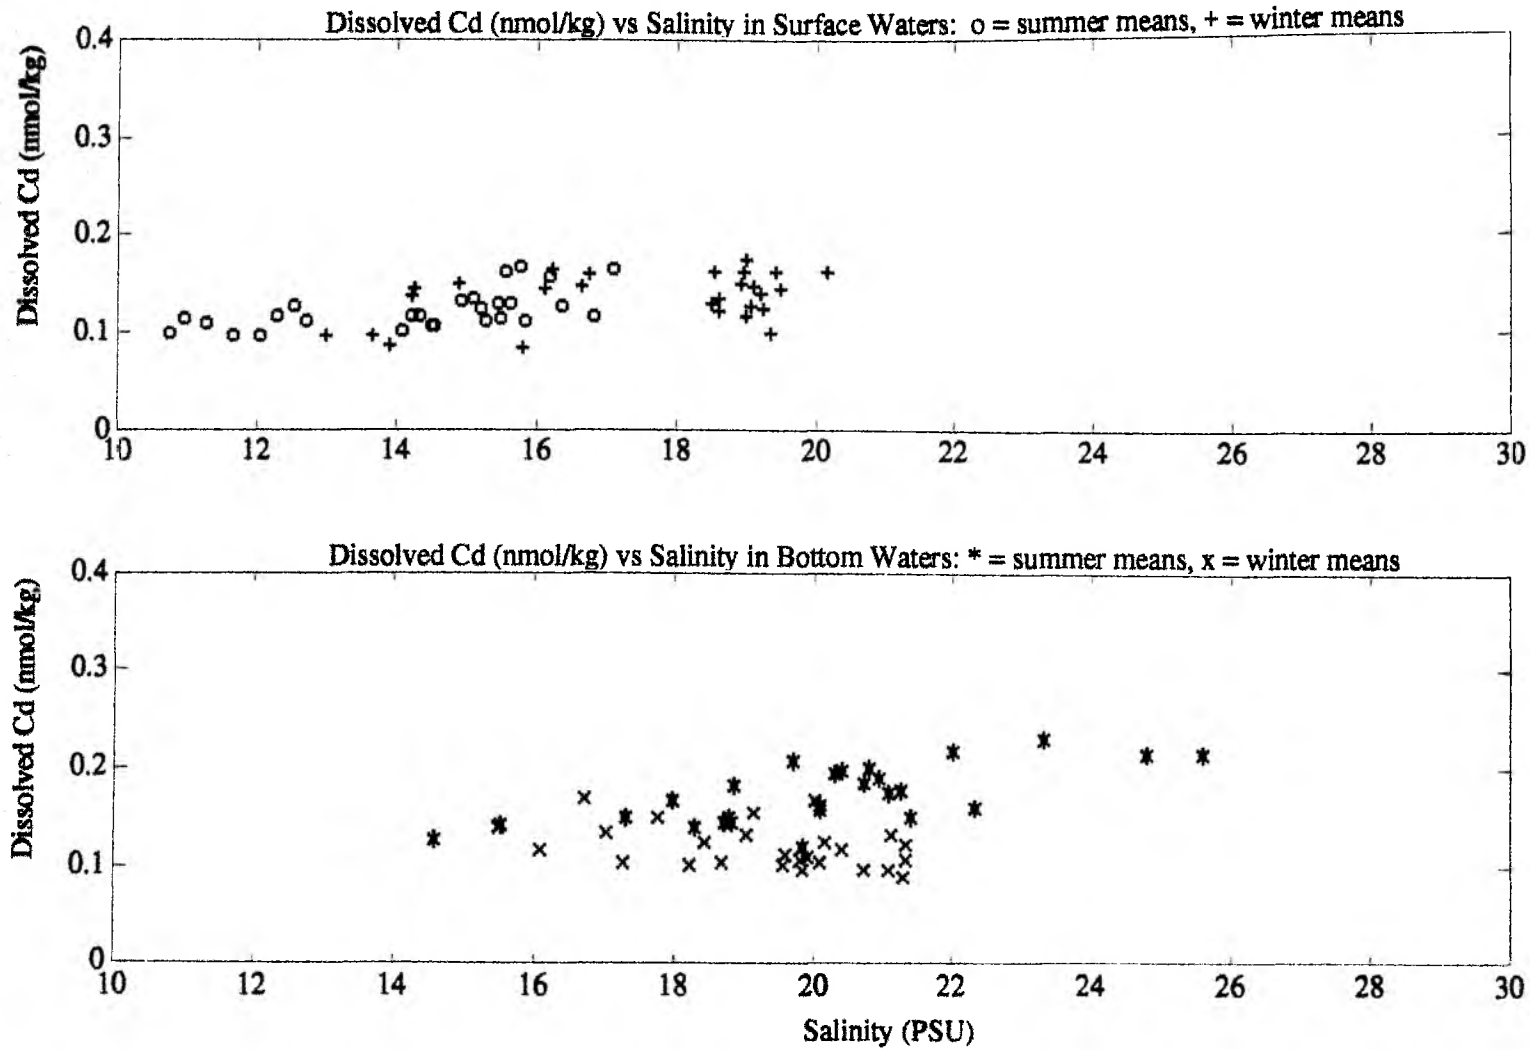 Dissolved Cd (nmol/kg) vs Salinity in Surface Waters: o = summer means, + = winter means
Dissolved Cd (nmol/kg)
0.4
0.3
0.2
0.1
0
10 12 14 16 18 20 22 24 26 28 30
Dissolved Cd (nmol/kg) vs Salinity in Bottom Waters: * = summer means, x = winter means
Dissolved Cd (nmol/kg)
0.4
0.3
0.2
0.1
0
10 12 14 16 18 20 22 24 26 28 30
Salinity (PSU)